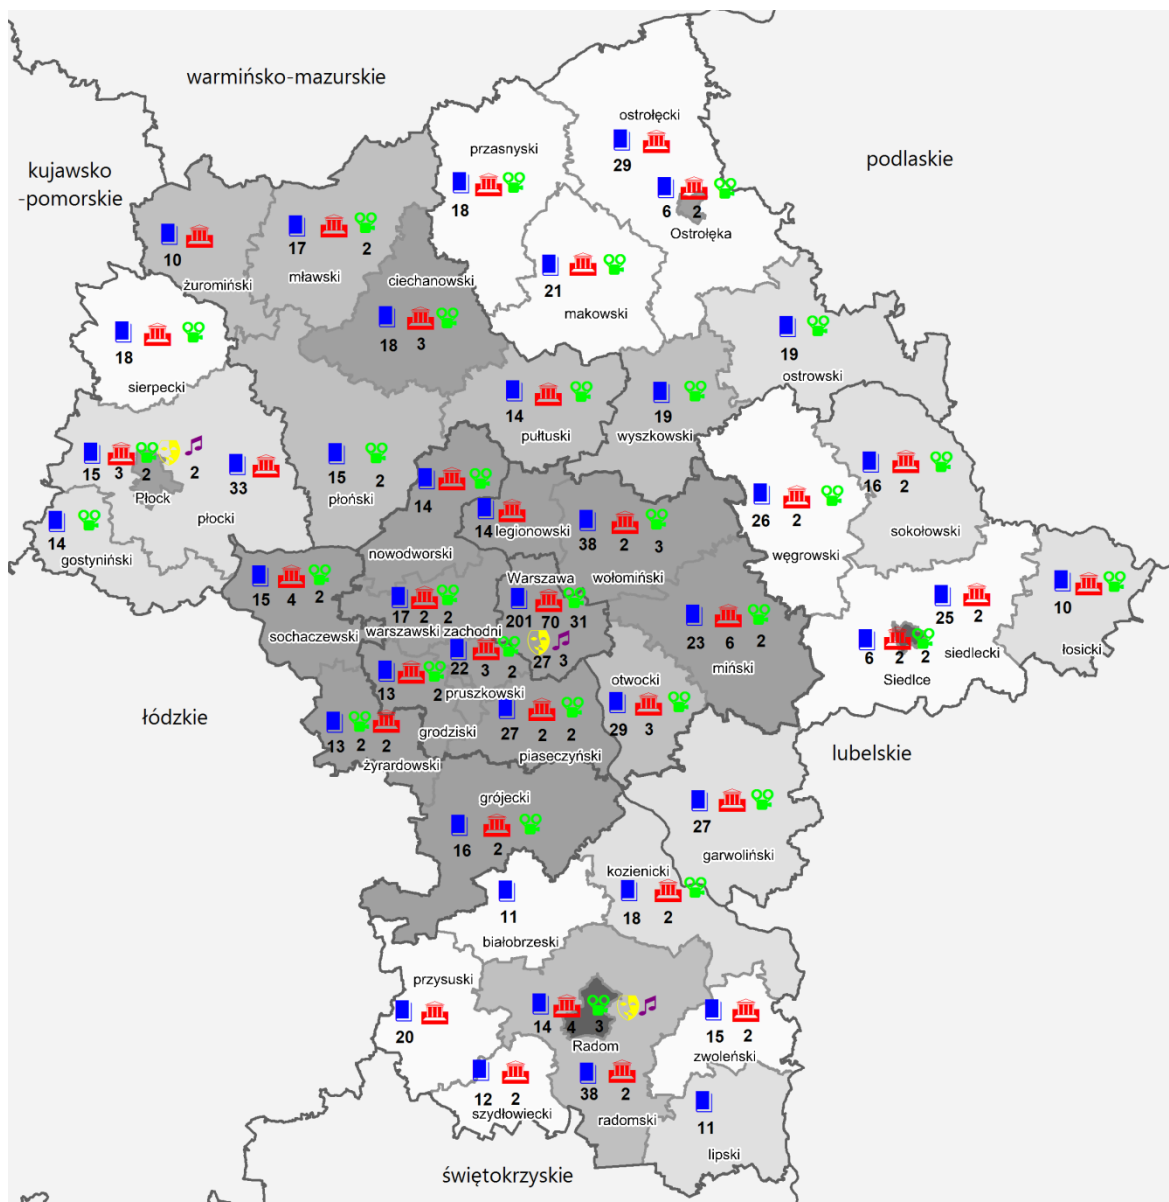 warmińsko-mazurskie
kujawsko
-pomorskie
podlaskie
ostrołęcki
29
przasnyski
18
6 2
Ostrołęka
10
żuromiński
17 2
mławski
ciechanowski
18 3
21
makowski
18
sierpecki
19
ostrowski
14
pułtuski
19
wyszkowski
15 3 2 2
Płock
33
płocki
15 2
płoński
14
nowodworski
14
legionowski
38 2 3
wołomiński
26 2
węgrowski
16 2
sokołowski
14
gostyniński
15 4 2
sochaczewski
17 2 2
warszawski zachodni
Warszawa
201 70 31
27 3
23 6 2
miński
25 2
siedlecki
6 2 2
Siedlce
10
łosicki
22 3 2
pruszkowski
13 2
grodziski
otwocki
29 3
łódzkie
13 2 2
żyrardowski
27 2 2
piaseczyński
lubelskie
grójecki
16 2
27
garwoliński
kozienicki
18 2
11
białobrzeski
przysuski
20
14 4 3
Radom
15 2
zwoleński
12 2
szydłowiecki
38 2
radomski
11
lipski
świętokrzyskie